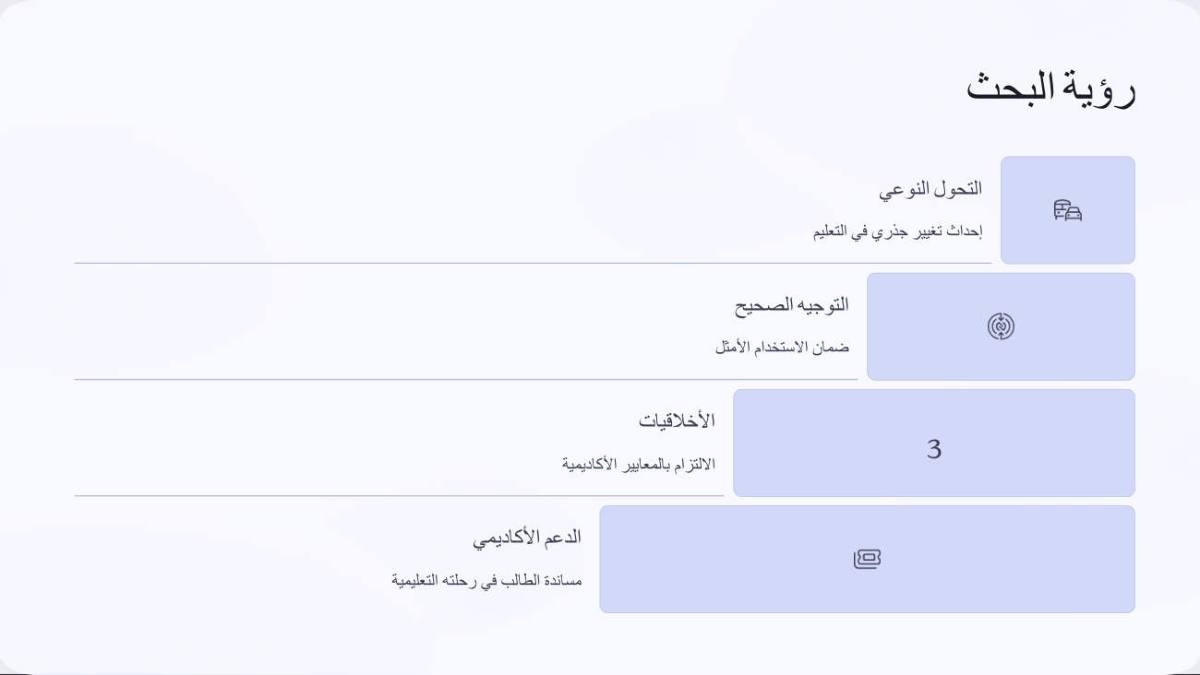 رؤية البحث
التحول النوعي
إحداث تغيير جذري في التعليم
التوجيه الصحيح
ضمان الاستخدام الأمثل
3
الأخلاقيات
الالتزام بالمعايير الأكاديمية
الدعم الأكاديمي
مساندة الطالب في رحلته التعليمية